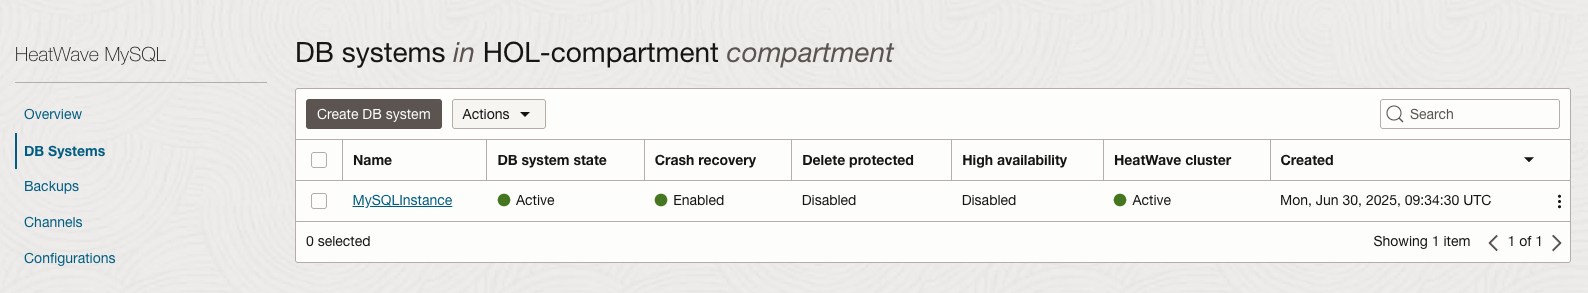 HeatWave MySQL
Overview
DB Systems
Backups
Channels
Configurations
DB systems in HOL-compartment compartment
Create DB system Actions Search
Name DB system state Crash recovery Delete protected High availability HeatWave cluster Created
MySQLInstance Active Enabled Disabled Disabled Active Mon, Jun 30, 2025, 09:34:30 UTC
0 selected Showing 1 item 1 of 1